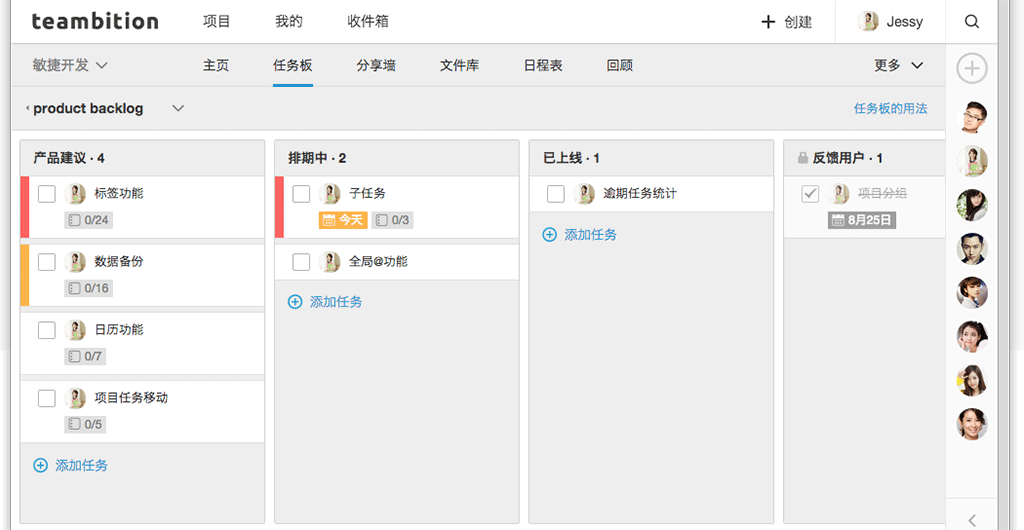 teambition 项目 我的 收件箱 创建 Jessy
敏捷开发 主页 任务板 分享墙 文件库 日程表 回顾 更多
product backlog 任务板的用法
产品建议 · 4
标签功能
0/24
数据备份
0/16
日历功能
0/7
项目任务移动
0/5
添加任务
排期中 · 2
子任务
今天 0/3
全局@功能
添加任务
已上线 · 1
逾期任务统计
添加任务
反馈用户 · 1
项目分组
8月25日